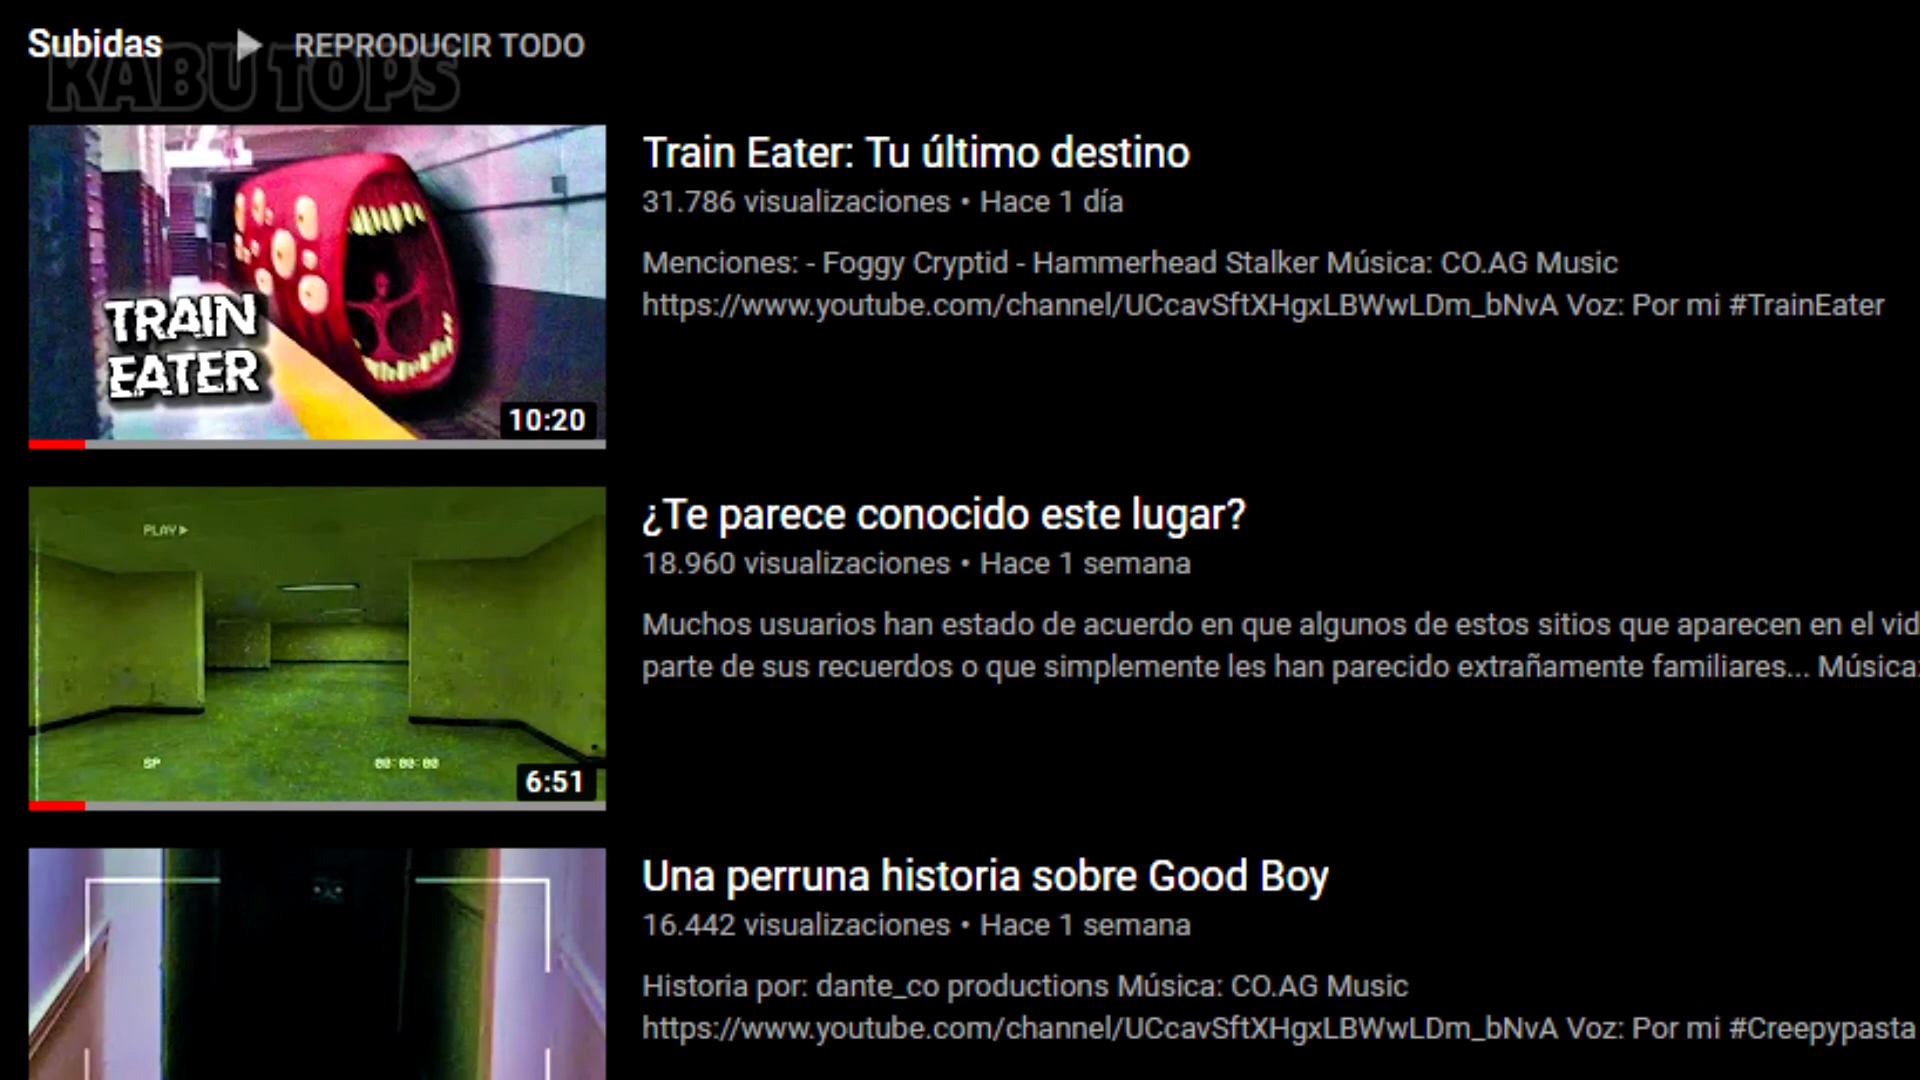 Subidas REPRODUCIR TODO
KABU TOPS
Train Eater: Tu último destino
31.786 visualizaciones • Hace 1 día
Menciones: - Foggy Cryptid - Hammerhead Stalker Música: CO.AG Music
https://www.youtube.com/channel/UCcavSftXHgxLBWwLDm_bNvA Voz: Por mi #TrainEater
TRAIN
EATER
10:20
¿Te parece conocido este lugar?
18.960 visualizaciones • Hace 1 semana
Muchos usuarios han estado de acuerdo en que algunos de estos sitios que aparecen en el vid
parte de sus recuerdos o que simplemente les han parecido extrañamente familiares... Música:
PLAY
SP
00:00:00
6:51
Una perruna historia sobre Good Boy
16.442 visualizaciones • Hace 1 semana
Historia por: dante_co productions Música: CO.AG Music
https://www.youtube.com/channel/UCcavSftXHgxLBWwLDm_bNvA Voz: Por mi #Creepypasta